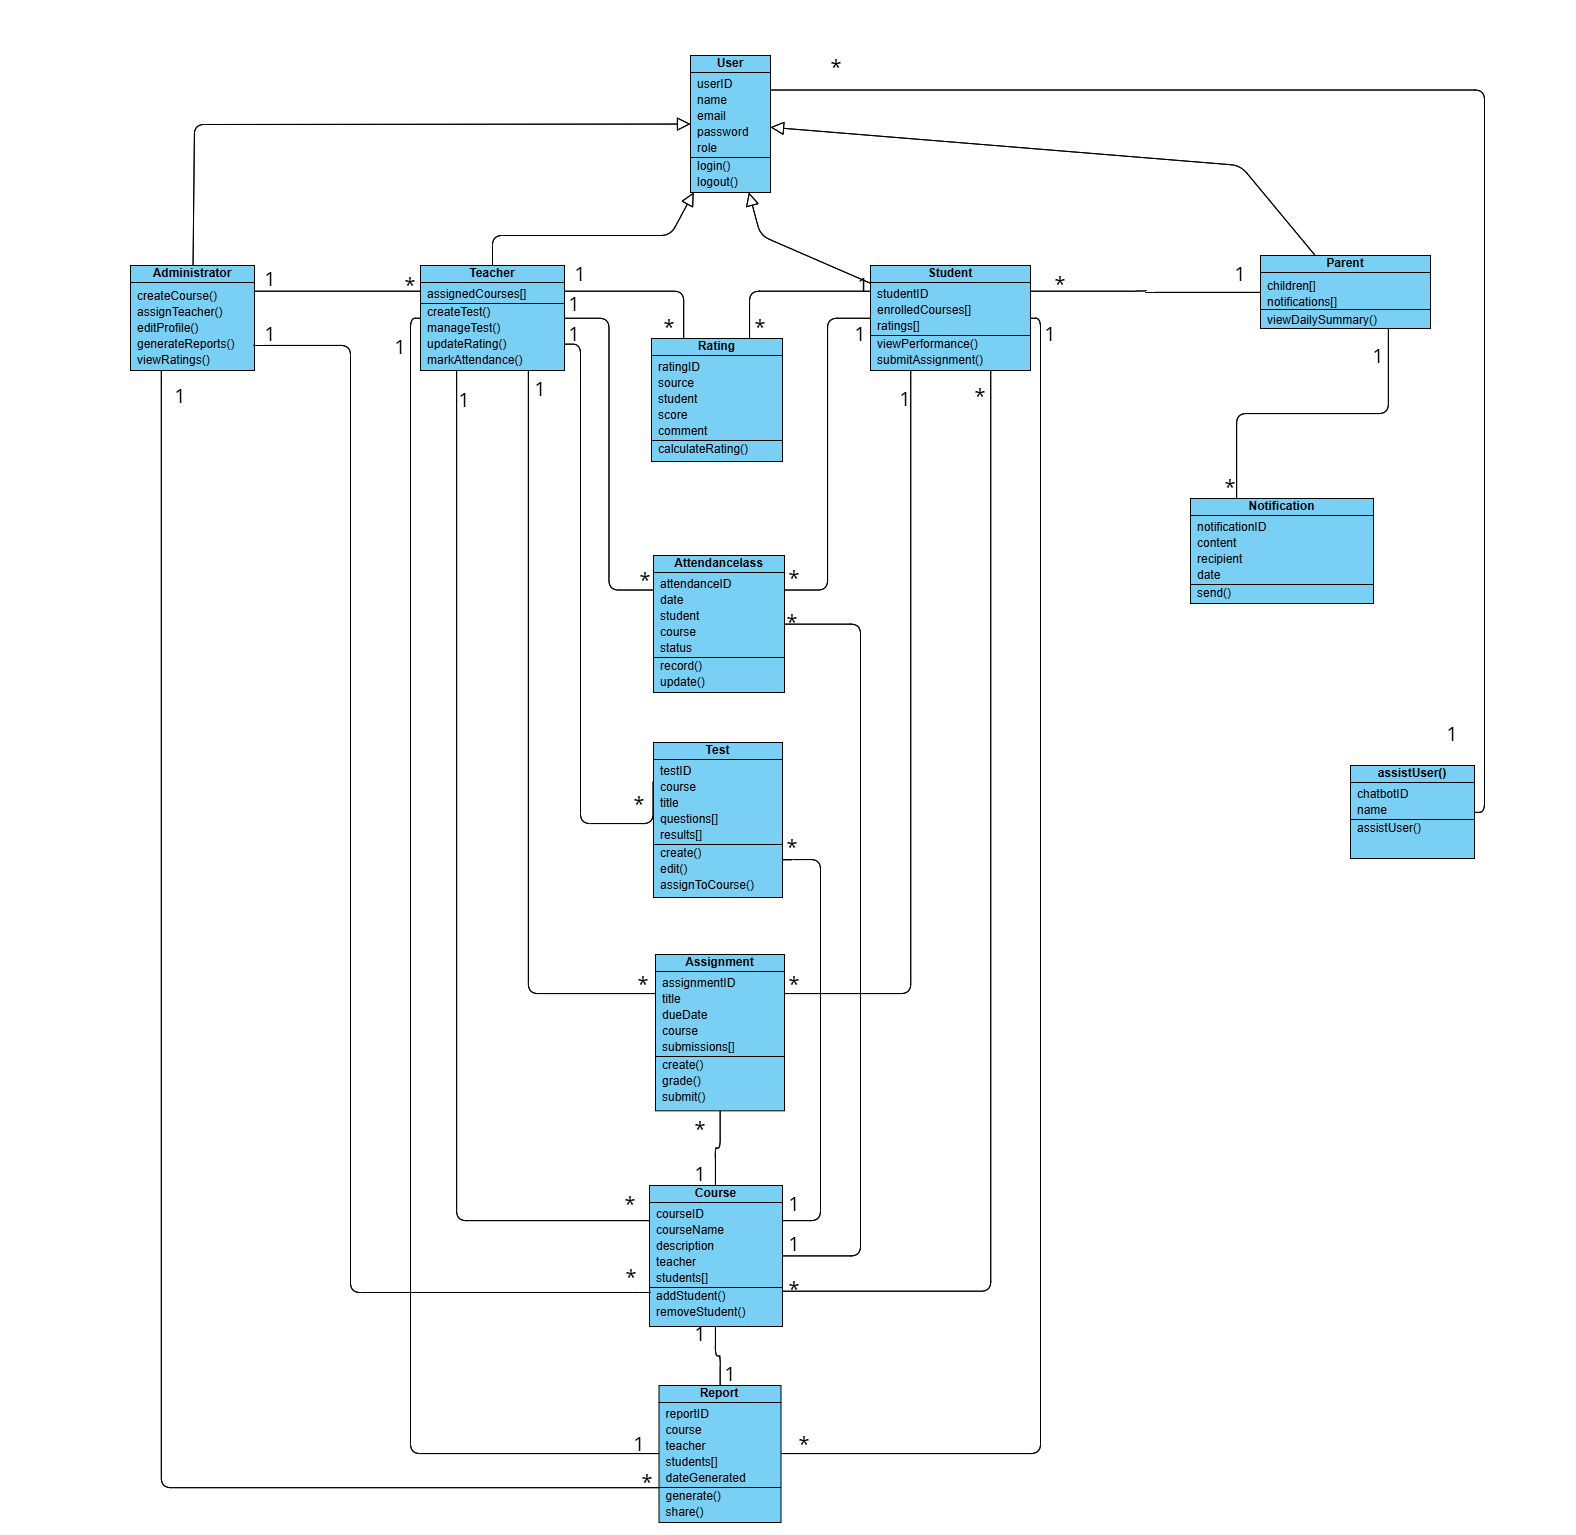 User
userID
name
email
password
role
login()
logout()
*
Administrator
createCourse()
assignTeacher()
editProfile()
generateReports()
viewRatings()
1
*
1
1
Teacher
assignedCourses[]
createTest()
manageTest()
updateRating()
markAttendance()
1
1
1
1
1
1
*
*
1
Rating
ratingID
source
student
score
comment
calculateRating()
Student
studentID
enrolledCourses[]
ratings[]
viewPerformance()
submitAssignment()
*
1
1
1
1
*
Parent
children[]
notifications[]
viewDailySummary()
1
*
Notification
notificationID
content
recipient
date
send()
Attendancelass
attendanceID
date
student
course
status
record()
update()
*
*
*
Test
testID
course
title
questions[]
results[]
create()
edit()
assignToCourse()
*
*
1
assistUser()
chatbotID
name
assistUser()
Assignment
assignmentID
title
dueDate
course
submissions[]
create()
grade()
submit()
*
*
*
1
Course
courseID
courseName
description
teacher
students[]
addStudent()
removeStudent()
*
1
1
*
*
1
1
Report
reportID
course
teacher
students[]
dateGenerated
generate()
share()
1
*
*